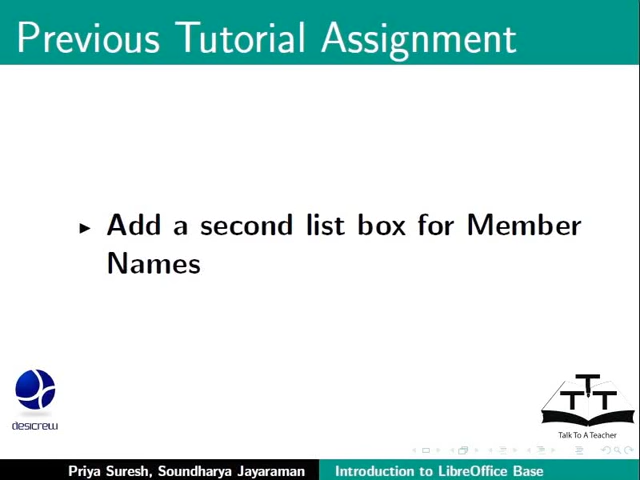 Previous Tutorial Assignment
Add a second list box for Member
Names
desicrew
TTT
Talk To A Teacher
Priya Suresh, Soundharya Jayaraman
Introduction to LibreOffice Base